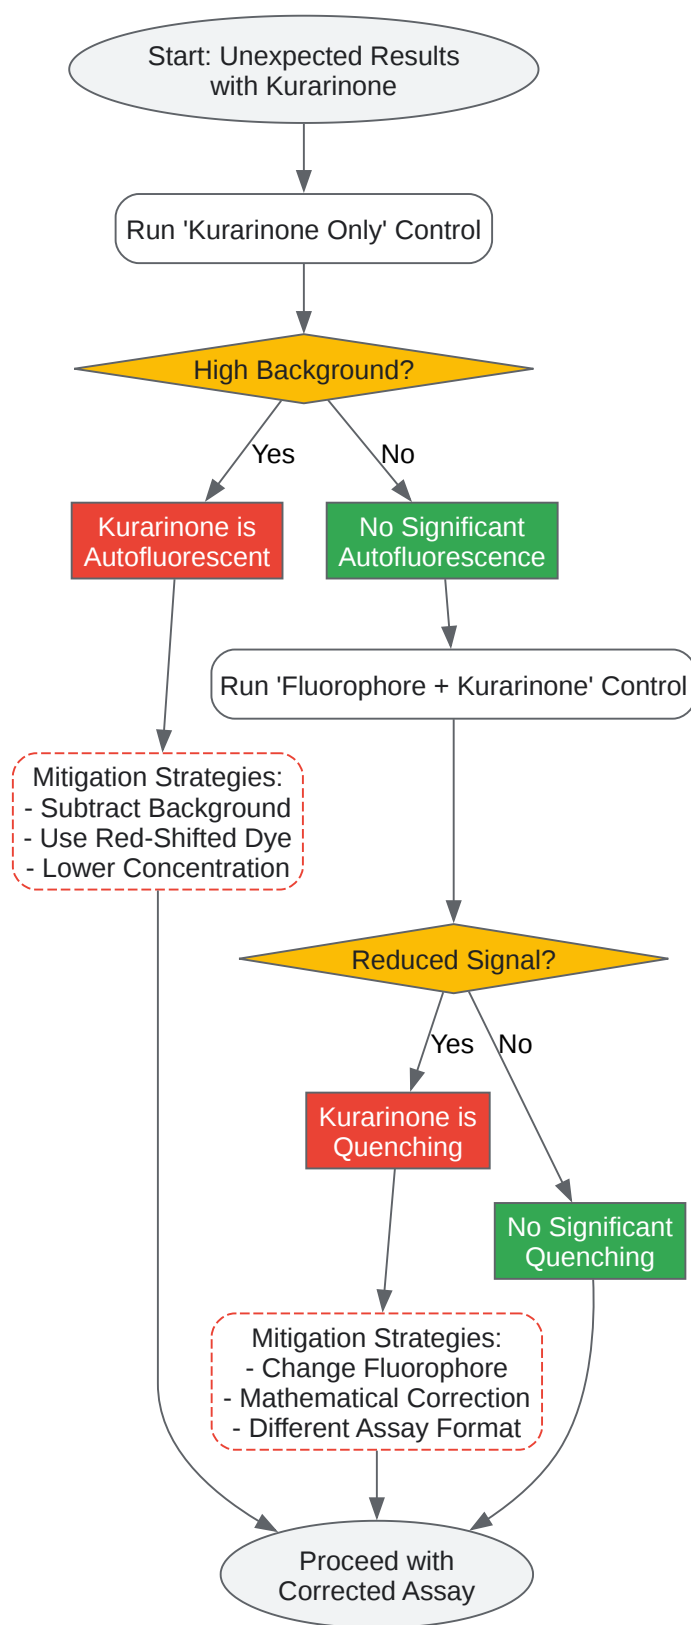 Start: Unexpected Results
with Kurarinone
Run 'Kurarinone Only' Control
High Background?
Yes
No
Kurarinone is
Autofluorescent
No Significant
Autofluorescence
Run 'Fluorophore + Kurarinone' Control
Mitigation Strategies:
- Subtract Background
- Use Red-Shifted Dye
- Lower Concentration
Reduced Signal?
Yes
No
Kurarinone is
Quenching
No Significant
Quenching
Mitigation Strategies:
- Change Fluorophore
- Mathematical Correction
- Different Assay Format
Proceed with
Corrected Assay